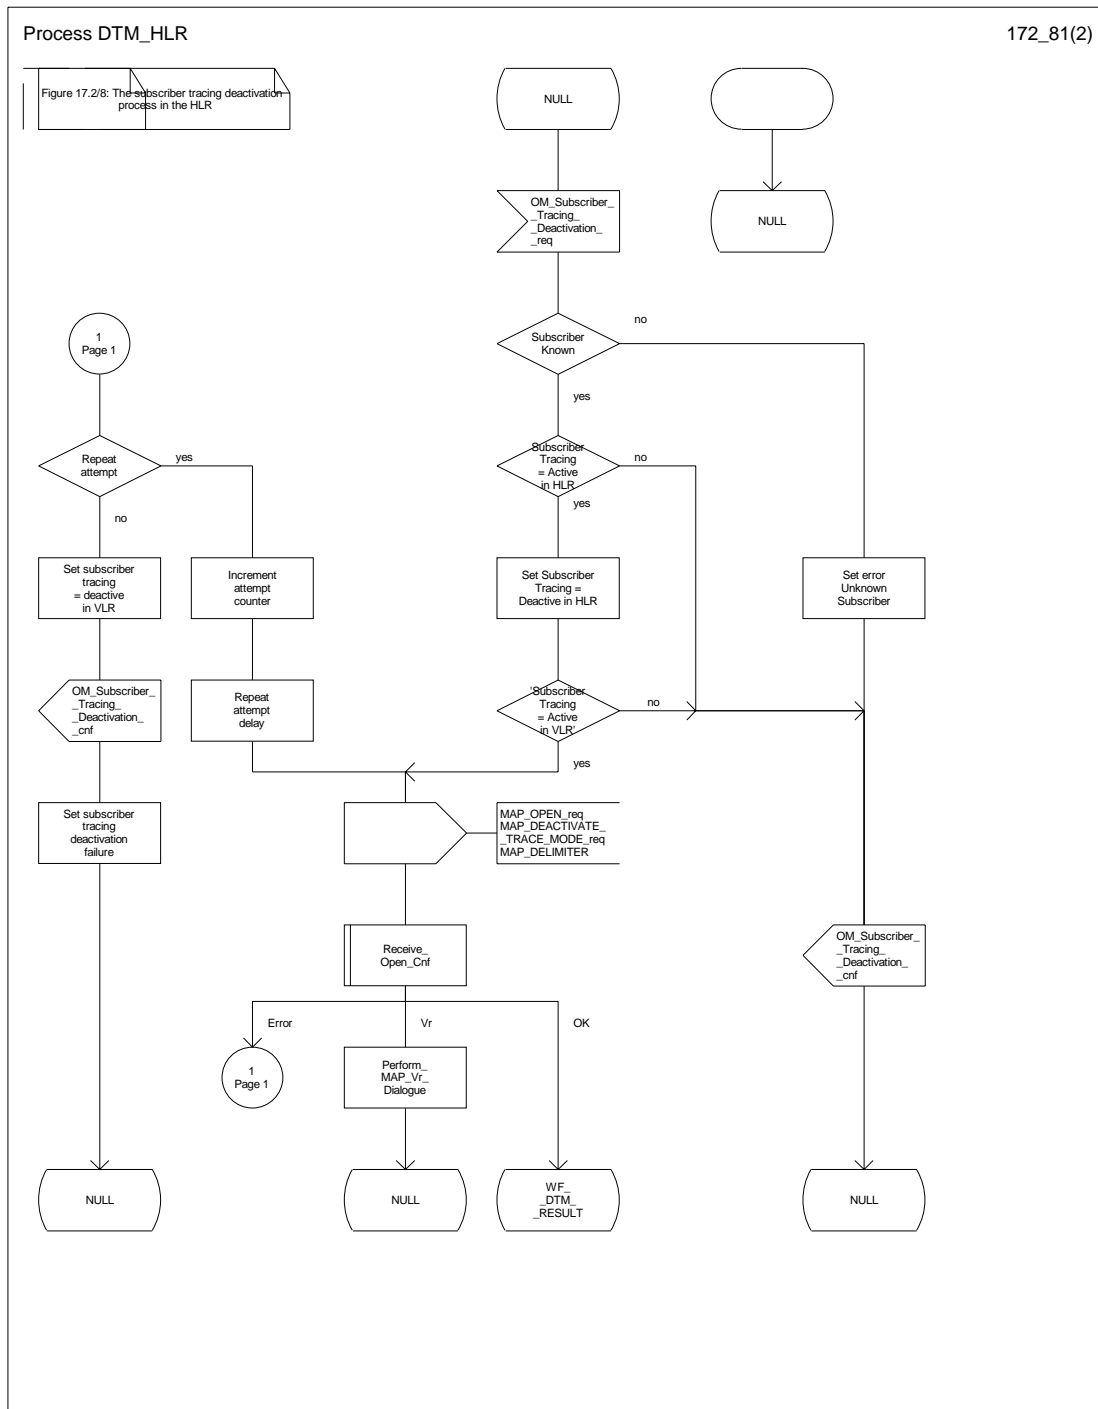 Process DTM_HLR
172_81(2)
Figure 17.2/8: The subscriber tracing deactivation
process in the HLR
NULL
OM_Subscriber_
_Tracing_
_Deactivation_
_req
NULL
1
Page 1
Subscriber
Known
no
yes
Repeat
attempt
yes
no
Subscriber
Tracing
= Active
in HLR
no
yes
Set subscriber
tracing
= deactive
in VLR
Increment
attempt
counter
Set Subscriber
Tracing =
Deactive in HLR
Set error
Unknown
Subscriber
OM_Subscriber_
_Tracing_
_Deactivation_
_cnf
Repeat
attempt
delay
'Subscriber
Tracing
= Active
in VLR'
no
yes
Set subscriber
tracing
deactivation
failure
MAP_OPEN_req
MAP_DEACTIVATE_
_TRACE_MODE_req
MAP_DELIMITER
Receive_
Open_Cnf
OM_Subscriber_
_Tracing_
_Deactivation_
_cnf
Error
Vr
OK
1
Page 1
Perform_
MAP_Vr_
Dialogue
NULL
NULL
WF_
_DTM_
_RESULT
NULL